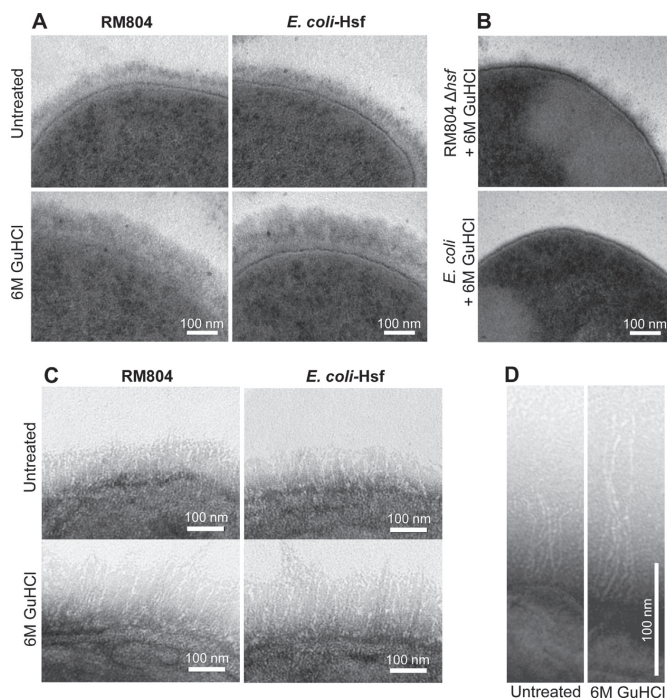 A
RM804
E. coli-Hsf
Untreated
6M GuHCl
100 nm
100 nm
B
RM804 Δhsf
+ 6M GuHCl
E. coli
+ 6M GuHCl
100 nm
C
RM804
E. coli-Hsf
Untreated
100 nm
100 nm
6M GuHCl
100 nm
100 nm
D
100 nm
Untreated
6M GuHCl